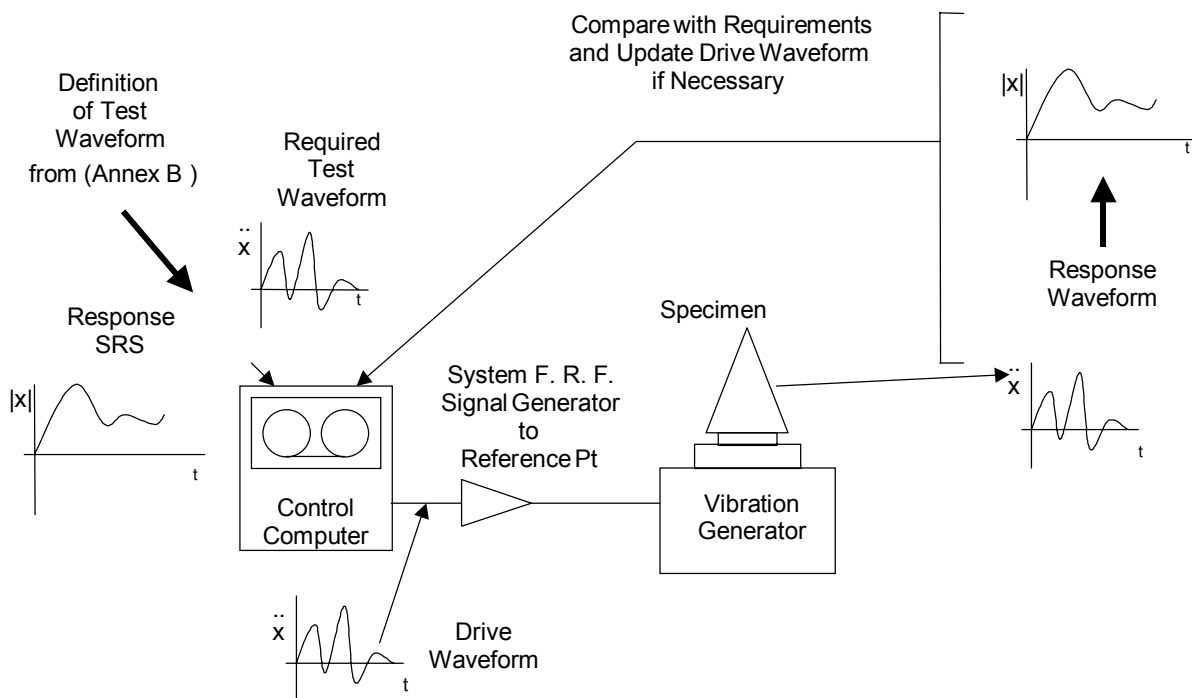 Compare with Requirements
and Update Drive Waveform
if Necessary
Definition
of Test
Waveform
from (Annex B )
Required
Test
Waveform
ẍ
t
Response
SRS
|x|
t
|x|
t
Response
Waveform
Specimen
System F. R. F.
Signal Generator
to
Reference Pt
Control
Computer
Vibration
Generator
ẍ
t
ẍ
t
Drive
Waveform